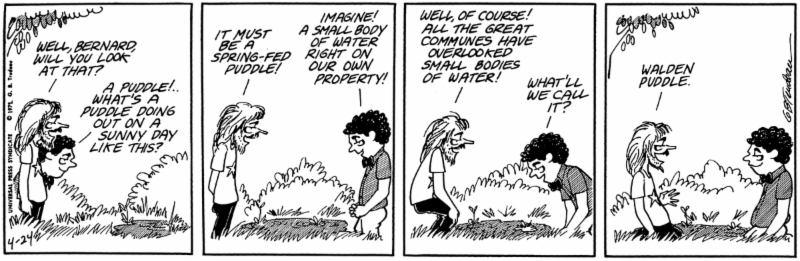 WELL, BERNARD,
WILL YOU LOOK
AT THAT?
A PUDDLE!..
WHAT'S A
PUDDLE DOING
OUT ON A
SUNNY DAY
LIKE THIS?
UNIVERSAL PRESS SYNDICATE © 1972 G. B. Trudeau
4-24
IT MUST
BE A
SPRING-FED
PUDDLE!
IMAGINE!
A SMALL BODY
OF WATER
RIGHT ON
OUR OWN
PROPERTY!
WELL, OF COURSE!
ALL THE GREAT
COMMUNES HAVE
OVERLOOKED
SMALL BODIES
OF WATER!
WHAT'LL
WE CALL
IT?
WALDEN
PUDDLE.
GBTrudeau